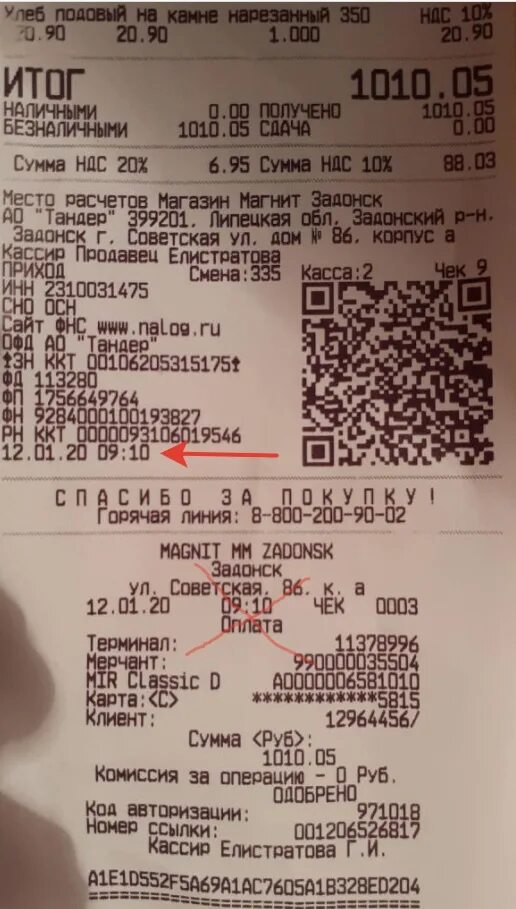 Хлеб подовый на камне нарезанный 350 НДС 10%
20.90 20.90 1.000 20.90
ИТОГ 1010.05
НАЛИЧНЫМИ 0.00 ПОЛУЧЕНО 1010.05
БЕЗНАЛИЧНЫМИ 1010.05 СДАЧА 0.00
Сумма НДС 20% 6.95 Сумма НДС 10% 88.03
Место расчетов Магазин Магнит Задонск
АО "Тандер" 399201, Липецкая обл, Задонский р-н,
Задонск г, Советская ул, дом № 86, корпус а
Кассир Продавец Елистратова
ПРИХОД Смена:335 Касса:2 Чек 9
ИНН 2310031475
СНО ОСН
Сайт ФНС www.nalog.ru
ОФД АО "Тандер"
↑ЗН ККТ 00106205315175↑
ФД 113280
ФП 1756649764
ФН 9284000100193827
РН ККТ 0000093106019546
12.01.20 09:10
СПАСИБО ЗА ПОКУПКУ!
Горячая линия: 8-800-200-90-02
MAGNIT MM ZADONSK
Задонск
ул. Советская, 86, к. а
12.01.20 09:10 ЧЕК 0003
Оплата
Терминал: 11378996
Мерчант: 990000035504
MIR Classic D A0000006581010
Карта:<C> ************5815
Клиент: 12964456/
Сумма <Руб>:
1010.05
Комиссия за операцию - 0 Руб.
ОДОБРЕНО
Код авторизации: 971018
Номер ссылки: 001206526817
Кассир Елистратова Г.И.
A1E1D552F5A69A1AC7605A1B328ED204